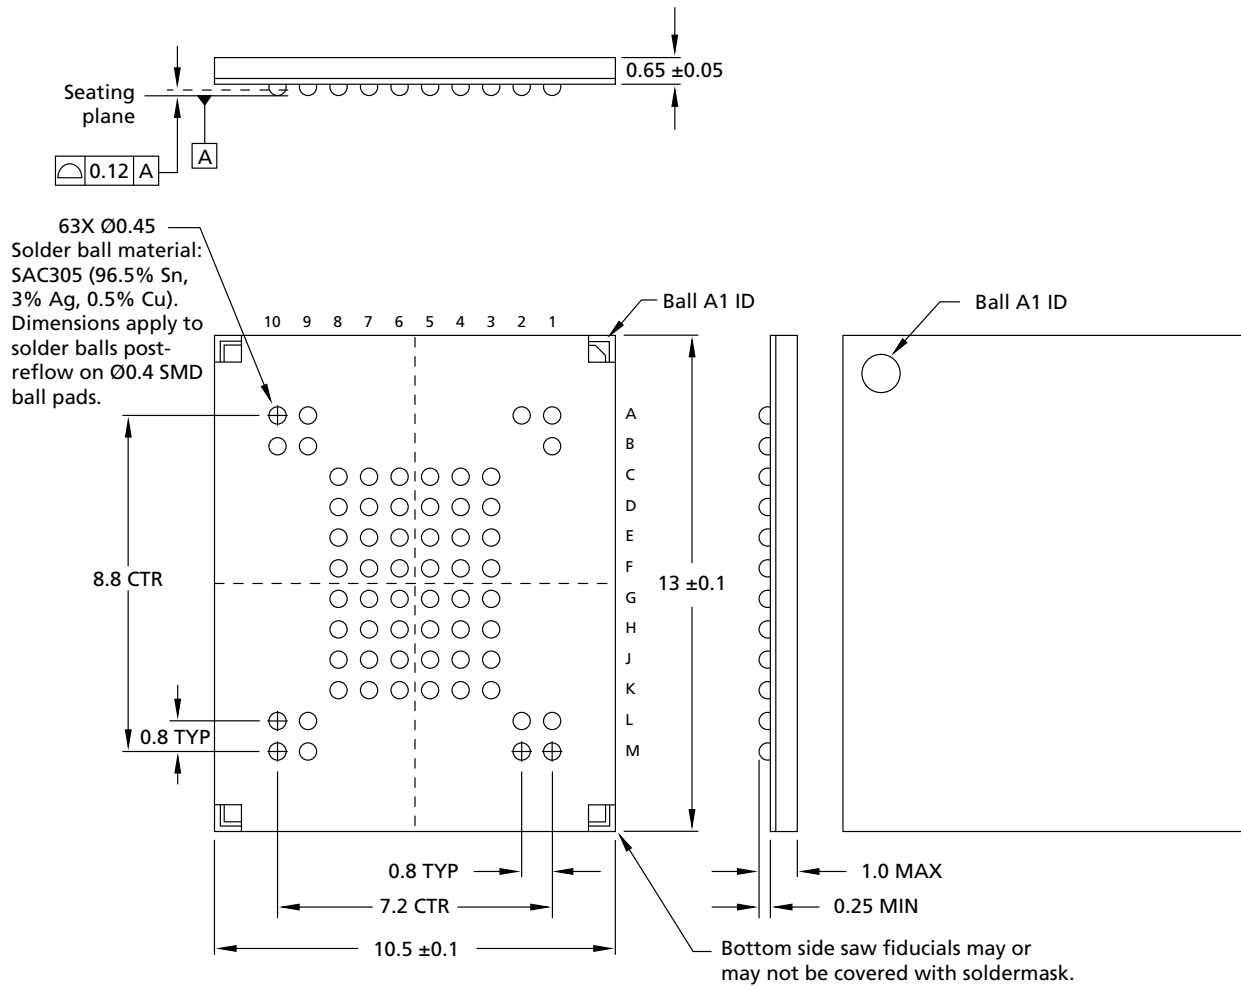 0.65 ±0.05
Seating
plane
0.12 A
A
63X Ø0.45
Solder ball material:
SAC305 (96.5% Sn,
3% Ag, 0.5% Cu).
Dimensions apply to
solder balls post-
reflow on Ø0.4 SMD
ball pads.
Ball A1 ID
Ball A1 ID
10 9 8 7 6 5 4 3 2 1
A
B
C
D
E
F
G
H
J
K
L
M
8.8 CTR
13 ±0.1
0.8 TYP
0.8 TYP
1.0 MAX
7.2 CTR
0.25 MIN
10.5 ±0.1
Bottom side saw fiducials may or
may not be covered with soldermask.